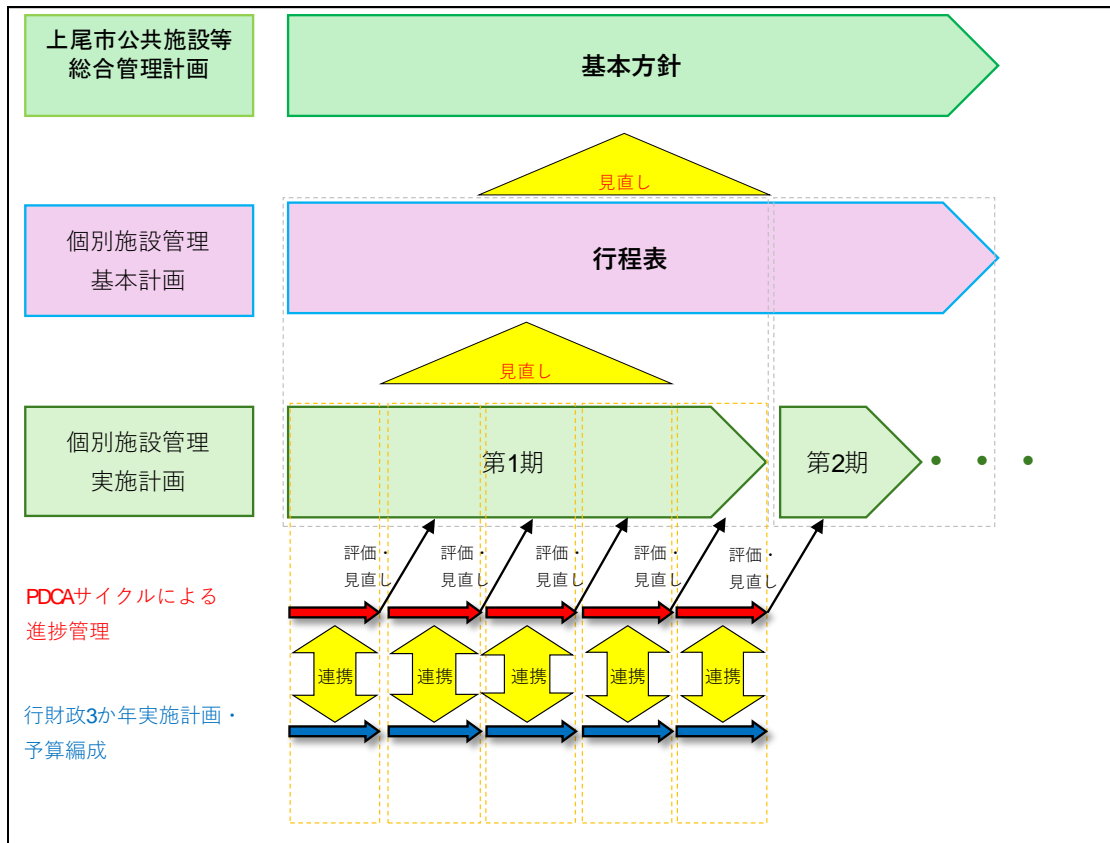 上尾市公共施設等
総合管理計画
基本方針
見直し
個別施設管理
基本計画
行程表
見直し
個別施設管理
実施計画
第1期
第2期
・・・
評価・
見直し
評価・
見直し
評価・
見直し
評価・
見直し
評価・
見直し
PDCAサイクルによる
進捗管理
連携
連携
連携
連携
連携
行財政3か年実施計画・
予算編成